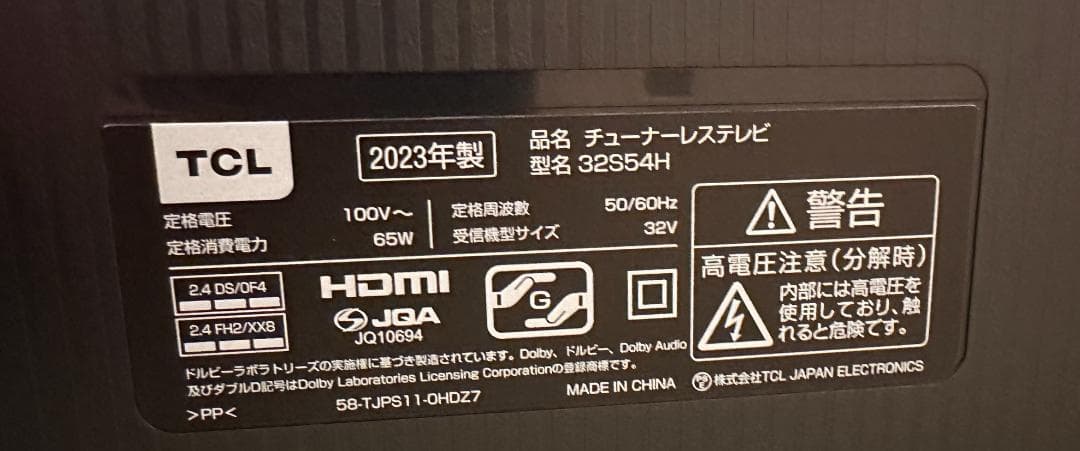 TCL
2023年製
品名 チューナーレステレビ
型名 32S54H
定格電圧 100V～
定格消費電力 65W
定格周波数 50/60Hz
受信機型サイズ 32V
警告
高電圧注意(分解時)
内部には高電圧を
使用しており、触
れると危険です。
2.4 DS/OF4
2.4 FH2/XX8
HDMI
JQA
JQ10694
G
ドルビーラボラトリーズの実施権に基づき製造されています。Dolby、ドルビー、Dolby Audio
及びダブルD記号はDolby Laboratories Licensing Corporationの登録商標です。
>PP<
58-TJPS11-0HDZ7
MADE IN CHINA
株式会社TCL JAPAN ELECTRONICS